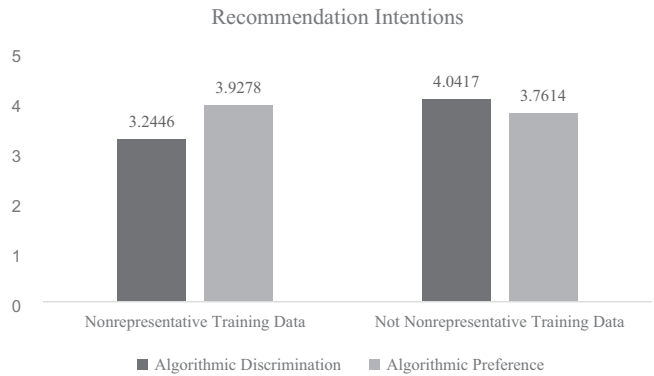 Recommendation Intentions
5
4
3
2
1
0
3.2446
3.9278
4.0417
3.7614
Nonrepresentative Training Data
Not Nonrepresentative Training Data
Algorithmic Discrimination
Algorithmic Preference